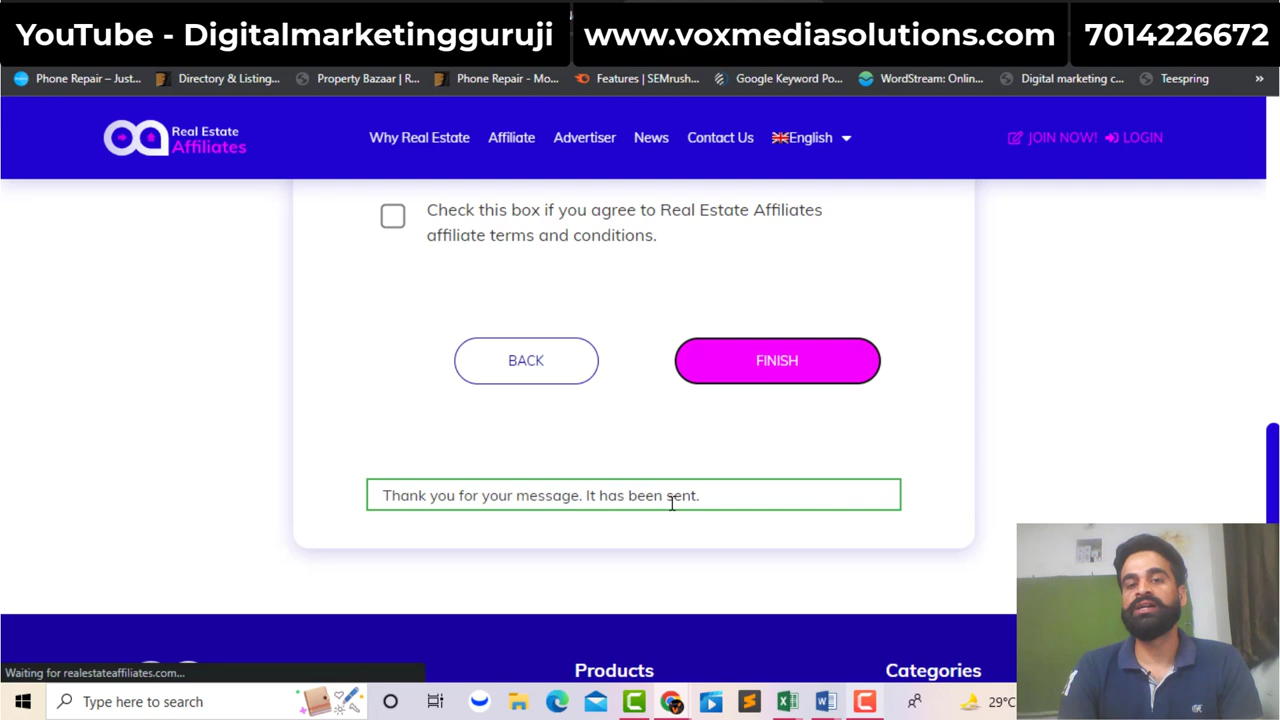 YouTube - Digitalmarketingguruji www.voxmediasolutions.com 7014226672
Phone Repair – Just... Directory & Listing... Property Bazaar | R... Phone Repair - Mo... Features | SEMrush... Google Keyword Po... WordStream: Onlin... Digital marketing c... Teespring »
Real Estate
Affiliates
Why Real Estate Affiliate Advertiser News Contact Us English JOIN NOW! LOGIN
Check this box if you agree to Real Estate Affiliates
affiliate terms and conditions.
BACK FINISH
Thank you for your message. It has been sent.
Products Categories
Waiting for realestateaffiliates.com...
Type here to search 29°C